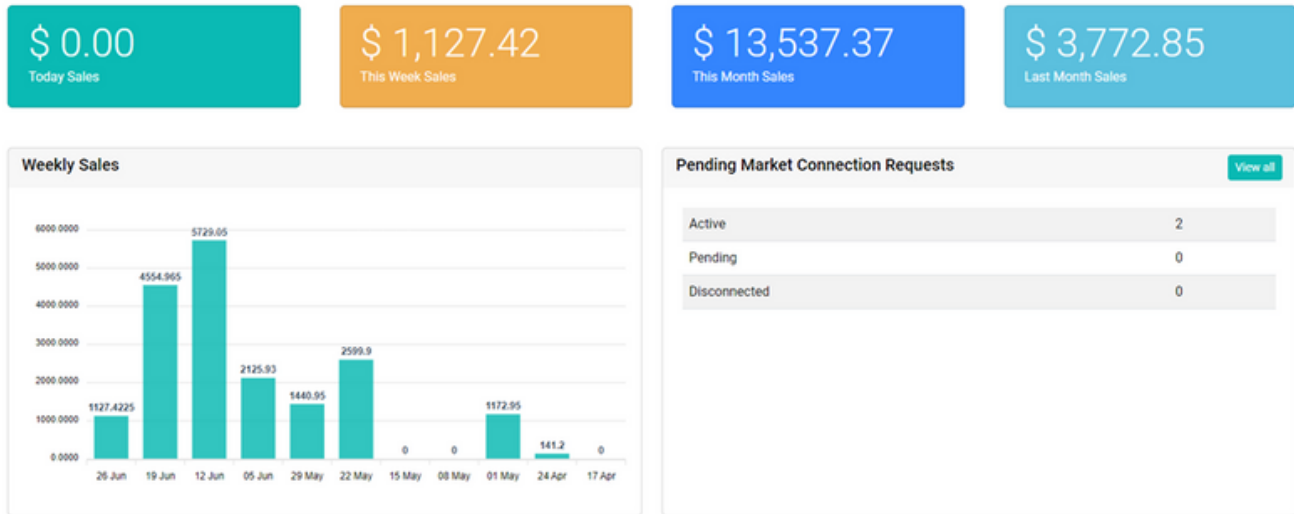 $ 0.00
Today Sales
$ 1,127.42
This Week Sales
$ 13,537.37
This Month Sales
$ 3,772.85
Last Month Sales
Weekly Sales
6000.0000
5000.0000
4000.0000
3000.0000
2000.0000
1000.0000
0.0000
1127.4225
4554.965
5729.05
2125.93
1440.95
2599.9
0
0
1172.95
141.2
0
26 Jun 19 Jun 12 Jun 05 Jun 29 May 22 May 15 May 08 May 01 May 24 Apr 17 Apr
Pending Market Connection Requests
View all
Active 2
Pending 0
Disconnected 0